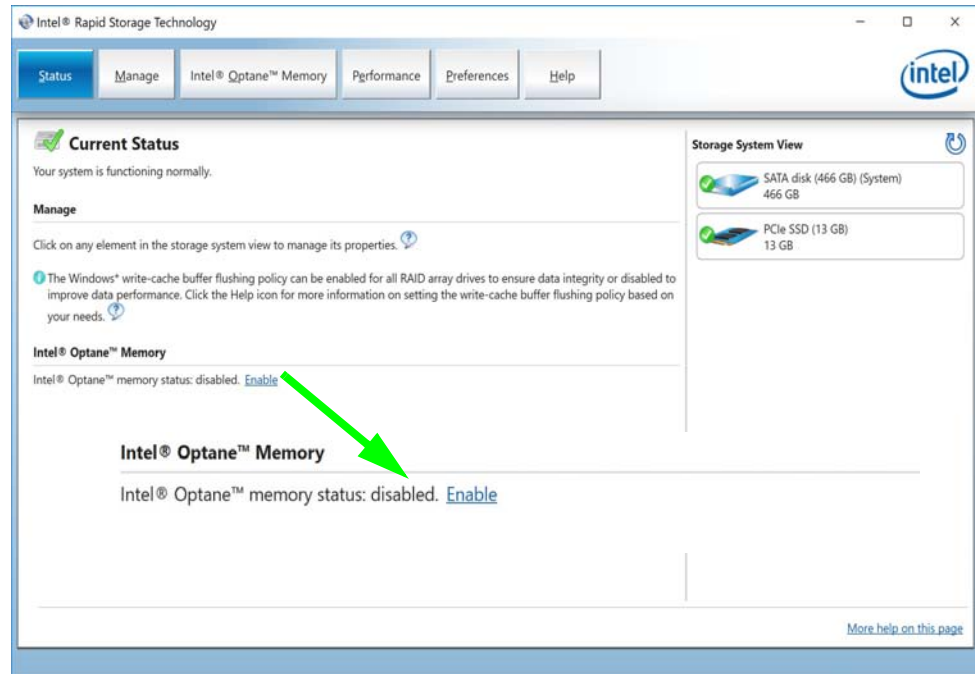 Intel® Rapid Storage Technology
Status
Manage
Intel® Optane™ Memory
Performance
Preferences
Help
intel
Current Status
Your system is functioning normally.
Manage
Click on any element in the storage system view to manage its properties. ?
The Windows* write-cache buffer flushing policy can be enabled for all RAID array drives to ensure data integrity or disabled to
improve data performance. Click the Help icon for more information on setting the write-cache buffer flushing policy based on
your needs. ?
Intel® Optane™ Memory
Intel® Optane™ memory status: disabled. Enable
Intel® Optane™ Memory
Intel® Optane™ memory status: disabled. Enable
Storage System View
SATA disk (466 GB) (System)
466 GB
PCIe SSD (13 GB)
13 GB
More help on this page